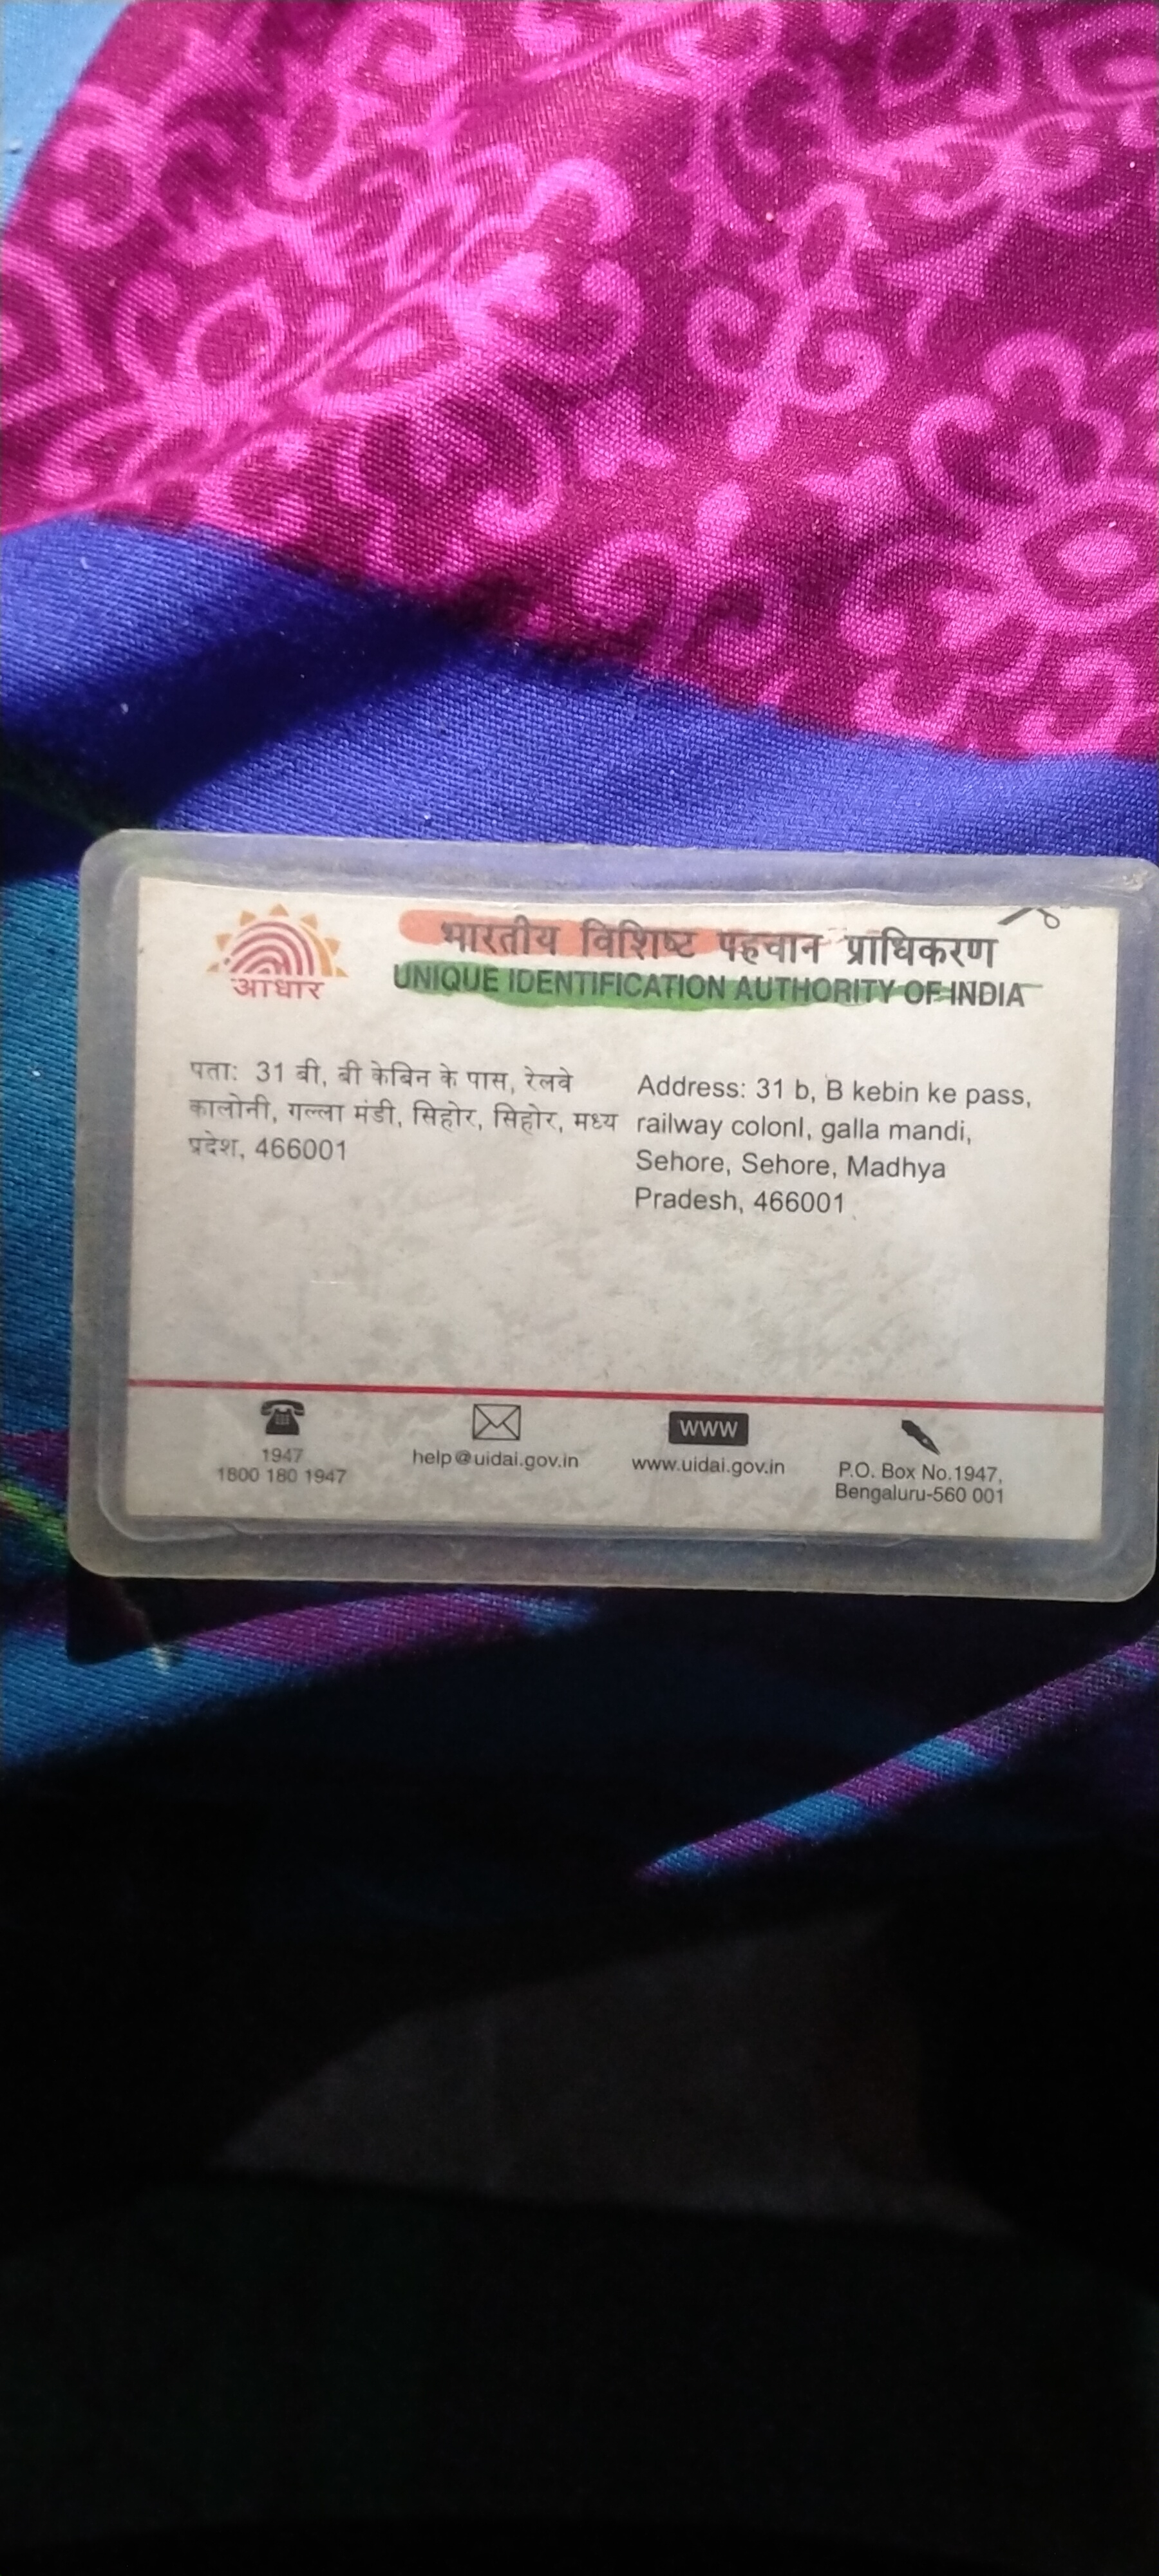 आधार
भारतीय विशिष्ट पहचान प्राधिकरण
UNIQUE IDENTIFICATION AUTHORITY OF INDIA
पता: 31 बी, बी केबिन के पास, रेलवे
कालोनी, गल्ला मंडी, सिहोर, सिहोर, मध्य
प्रदेश, 466001
Address: 31 b, B kebin ke pass,
railway colonI, galla mandi,
Sehore, Sehore, Madhya
Pradesh, 466001
1947
1800 180 1947
help@uidai.gov.in
www
www.uidai.gov.in
P.O. Box No.1947,
Bengaluru-560 001